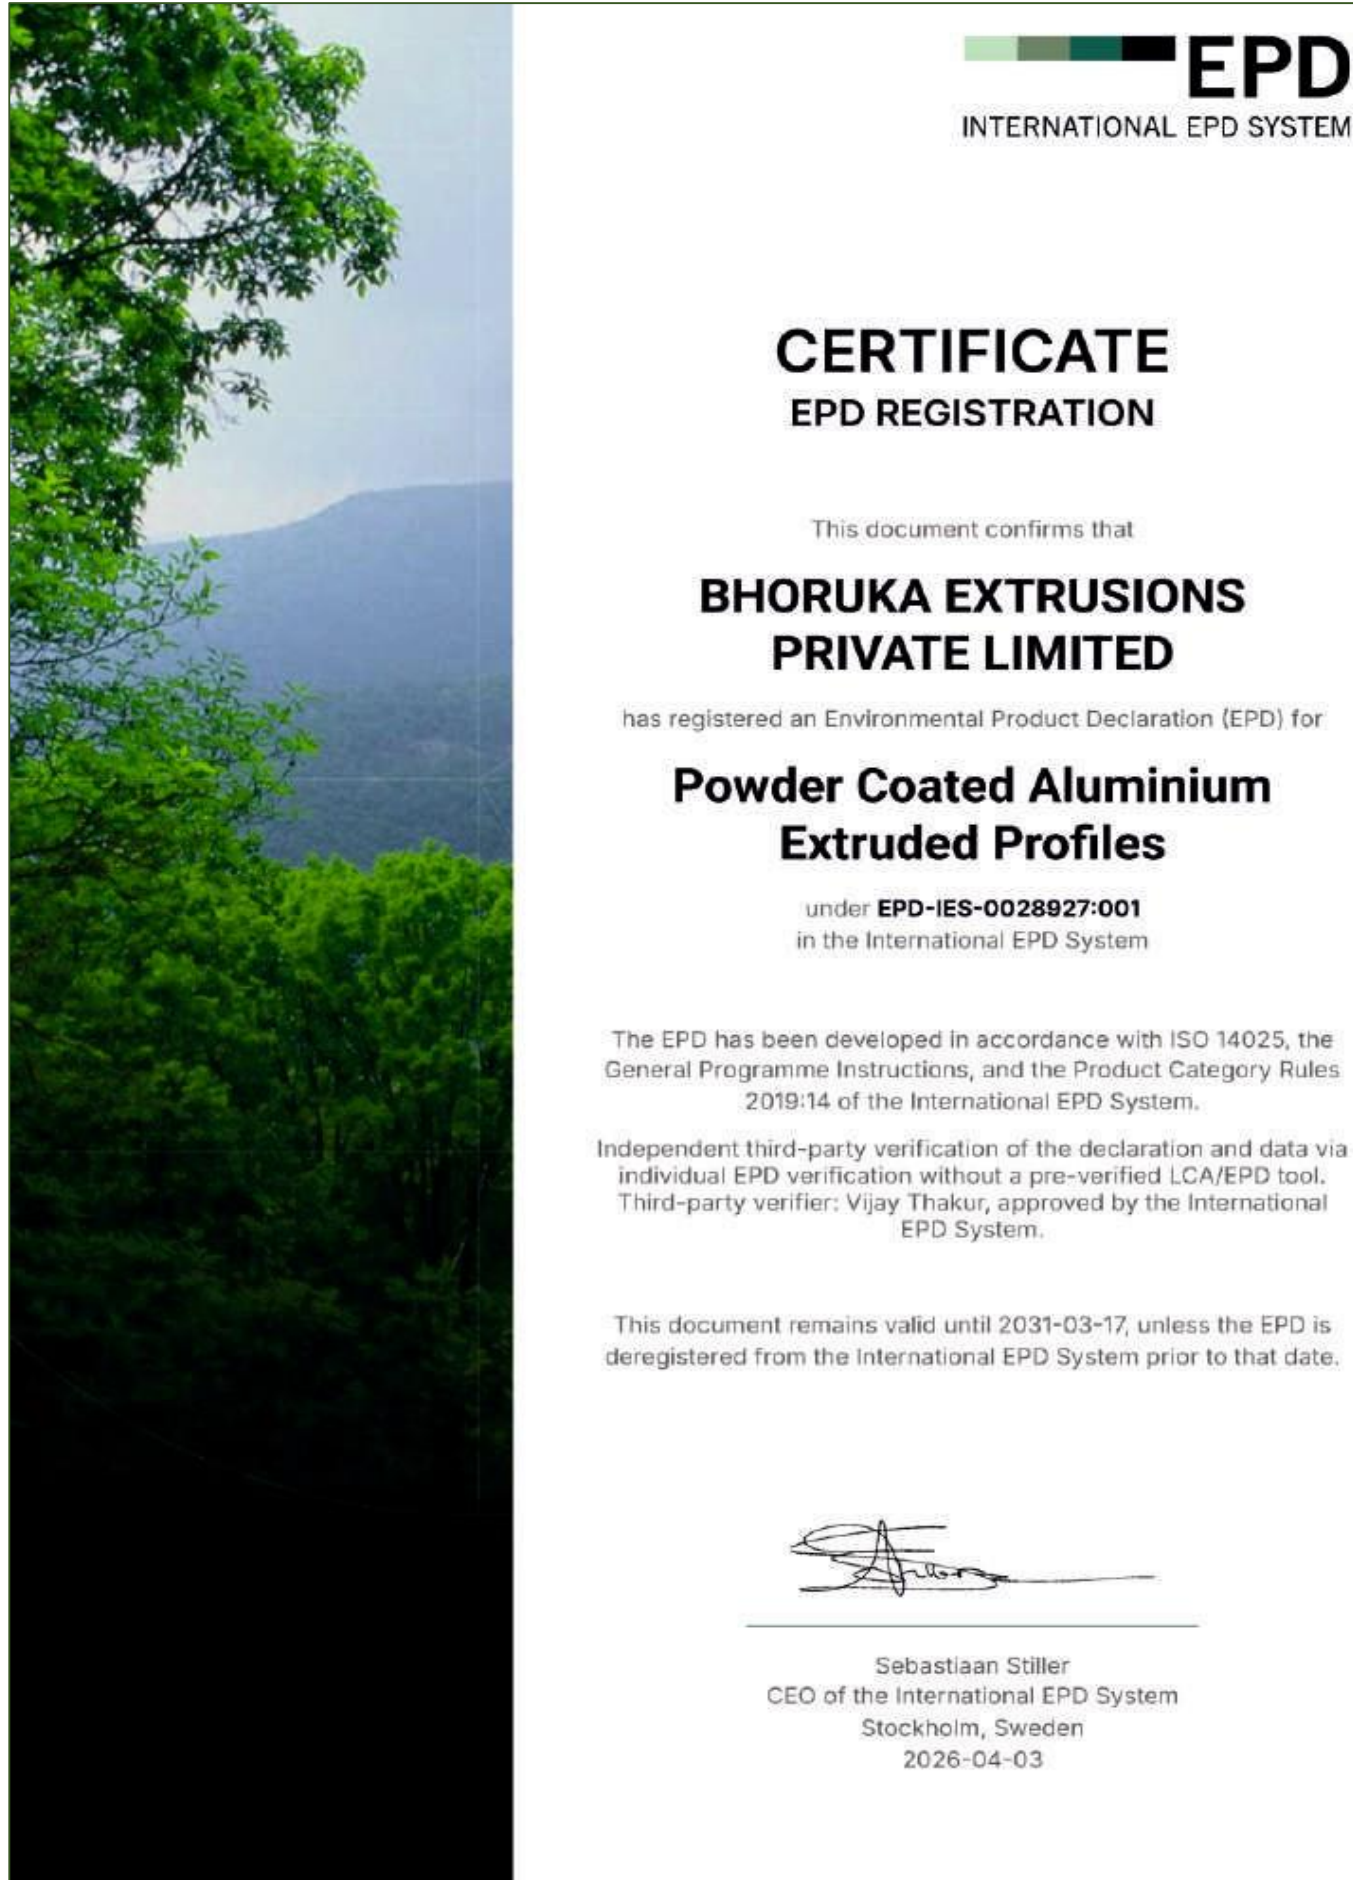 EPD
INTERNATIONAL EPD SYSTEM
CERTIFICATE
EPD REGISTRATION
This document confirms that
BHORUKA EXTRUSIONS
PRIVATE LIMITED
has registered an Environmental Product Declaration (EPD) for
Powder Coated Aluminium
Extruded Profiles
under EPD-IES-0028927:001
in the International EPD System
The EPD has been developed in accordance with ISO 14025, the
General Programme Instructions, and the Product Category Rules
2019:14 of the International EPD System.
Independent third-party verification of the declaration and data via
individual EPD verification without a pre-verified LCA/EPD tool.
Third-party verifier: Vijay Thakur, approved by the International
EPD System.
This document remains valid until 2031-03-17, unless the EPD is
deregistered from the International EPD System prior to that date.
Sebastiaan Stiller
CEO of the International EPD System
Stockholm, Sweden
2026-04-03